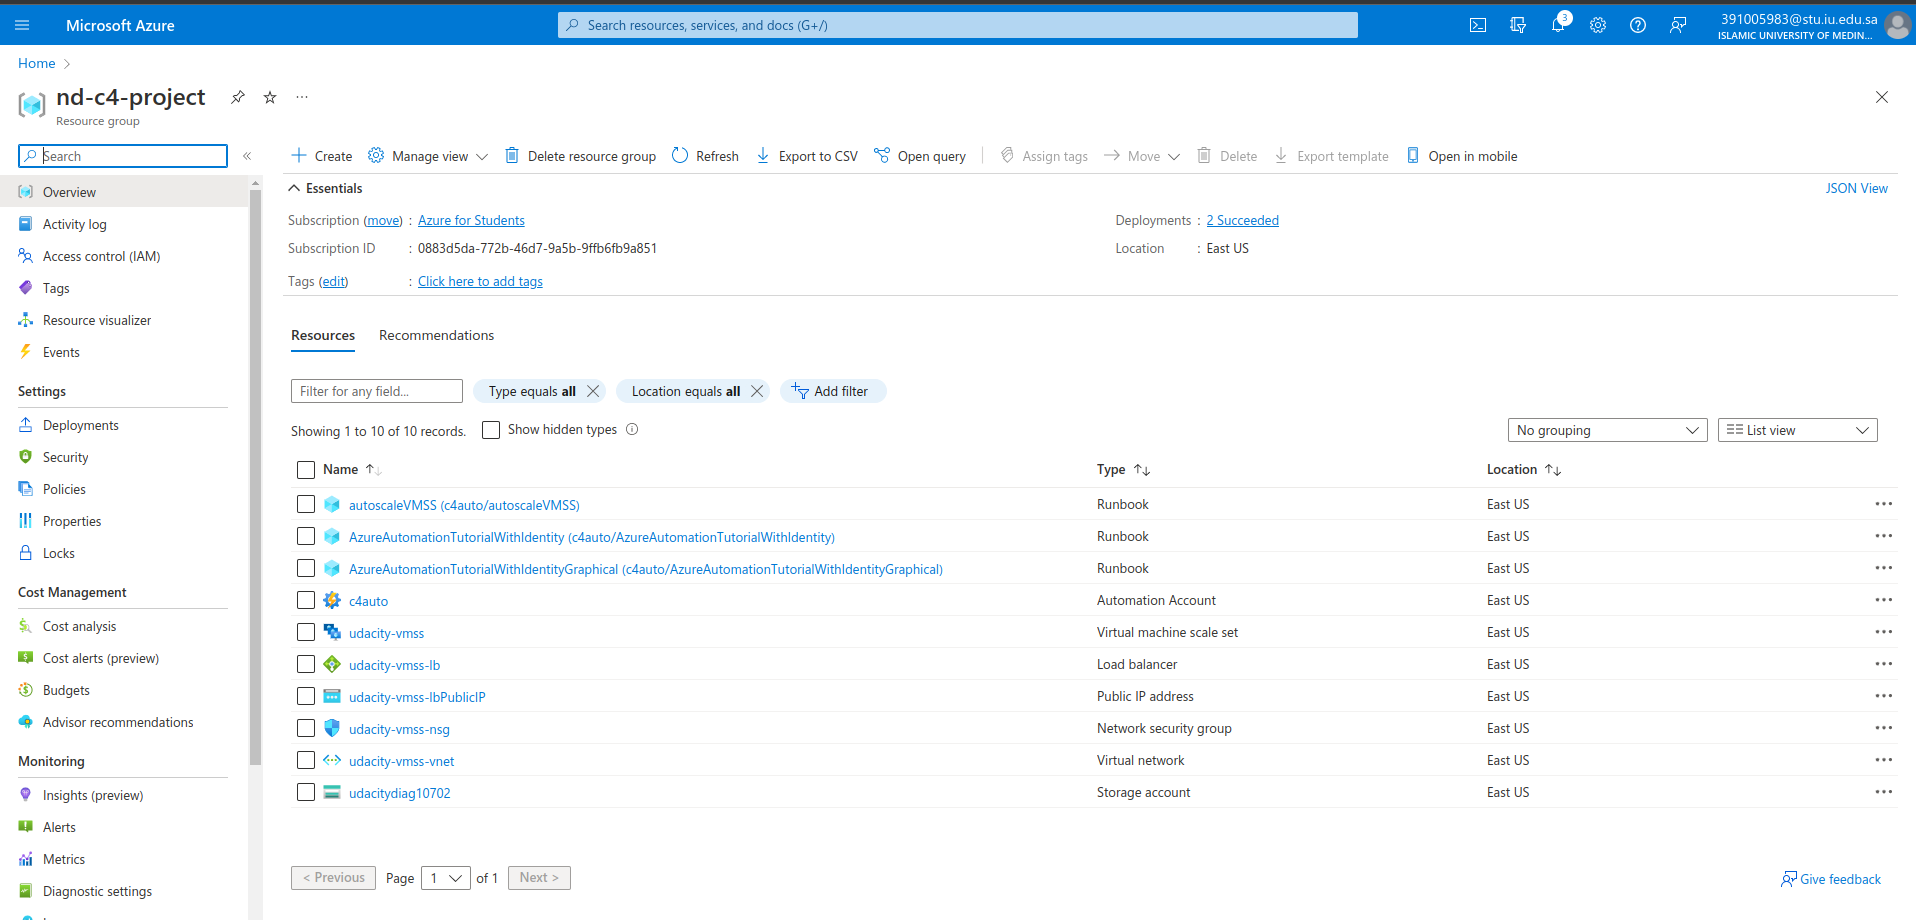 Microsoft Azure
Search resources, services, and docs (G+/)
3
391005983@stu.iu.edu.sa
ISLAMIC UNIVERSITY OF MEDIN...
Home
nd-c4-project
Resource group
Search
Create
Manage view
Delete resource group
Refresh
Export to CSV
Open query
Assign tags
Move
Delete
Export template
Open in mobile
Overview
Activity log
Access control (IAM)
Tags
Resource visualizer
Events
Settings
Deployments
Security
Policies
Properties
Locks
Cost Management
Cost analysis
Cost alerts (preview)
Budgets
Advisor recommendations
Monitoring
Insights (preview)
Alerts
Metrics
Diagnostic settings
Essentials
JSON View
Subscription (move) : Azure for Students
Deployments : 2 Succeeded
Subscription ID : 0883d5da-772b-46d7-9a5b-9ffb6fb9a851
Location : East US
Tags (edit) : Click here to add tags
Resources Recommendations
Filter for any field...
Type equals all
Location equals all
Add filter
Showing 1 to 10 of 10 records.
Show hidden types
No grouping
List view
Name Type Location
autoscaleVMSS (c4auto/autoscaleVMSS) Runbook East US
AzureAutomationTutorialWithIdentity (c4auto/AzureAutomationTutorialWithIdentity) Runbook East US
AzureAutomationTutorialWithIdentityGraphical (c4auto/AzureAutomationTutorialWithIdentityGraphical) Runbook East US
c4auto Automation Account East US
udacity-vmss Virtual machine scale set East US
udacity-vmss-lb Load balancer East US
udacity-vmss-lbPublicIP Public IP address East US
udacity-vmss-nsg Network security group East US
udacity-vmss-vnet Virtual network East US
udacitydiag10702 Storage account East US
< Previous Page 1 of 1 Next >
Give feedback